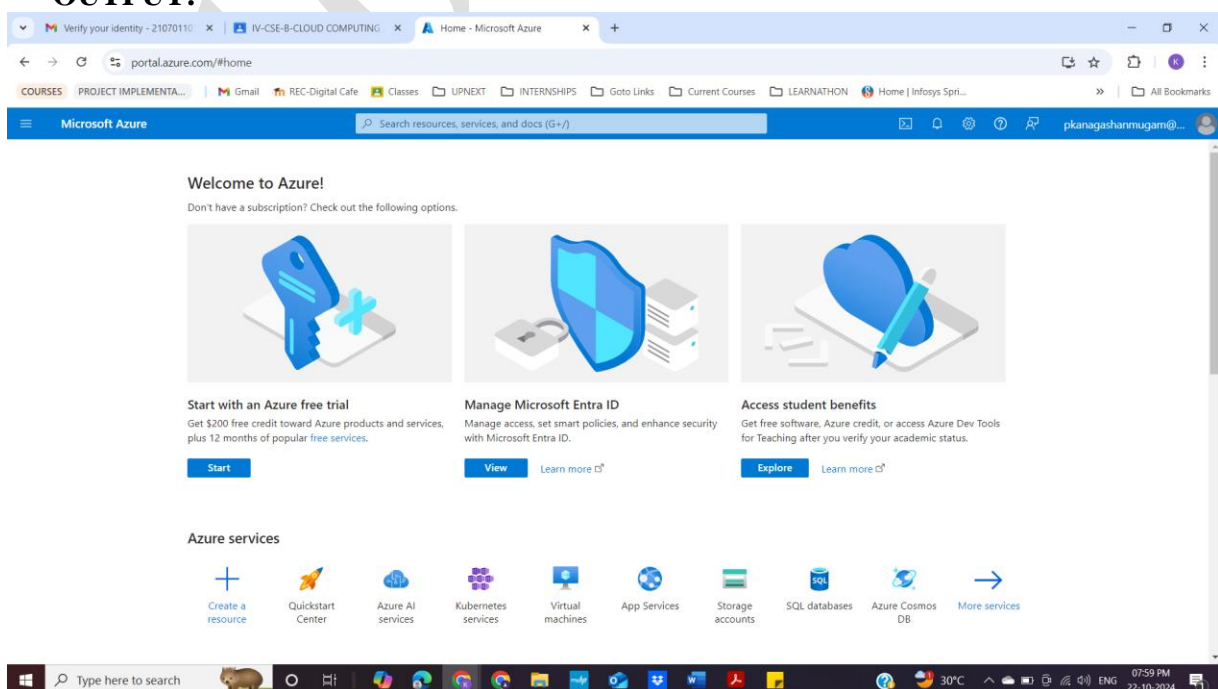 OUTPUT:
Verify your identity - 21070110
IV-CSE-B-CLOUD COMPUTING
Home - Microsoft Azure
portal.azure.com/#home
K
COURSES PROJECT IMPLEMENTA... Gmail REC-Digital Cafe Classes UPNEXT INTERNSHIPS Goto Links Current Courses LEARNATHON Home | Infosys Spri... » All Bookmarks
Microsoft Azure
Search resources, services, and docs (G+/)
pkanagashanmugam@...
Welcome to Azure!
Don't have a subscription? Check out the following options.
Start with an Azure free trial
Get $200 free credit toward Azure products and services,
plus 12 months of popular free services.
Start
Manage Microsoft Entra ID
Manage access, set smart policies, and enhance security
with Microsoft Entra ID.
View Learn more
Access student benefits
Get free software, Azure credit, or access Azure Dev Tools
for Teaching after you verify your academic status.
Explore Learn more
Azure services
Create a
resource
Quickstart
Center
Azure AI
services
Kubernetes
services
Virtual
machines
App Services
Storage
accounts
SQL
SQL databases
Azure Cosmos
DB
More services
Type here to search
30°C
ENG
07:59 PM
22-10-2024